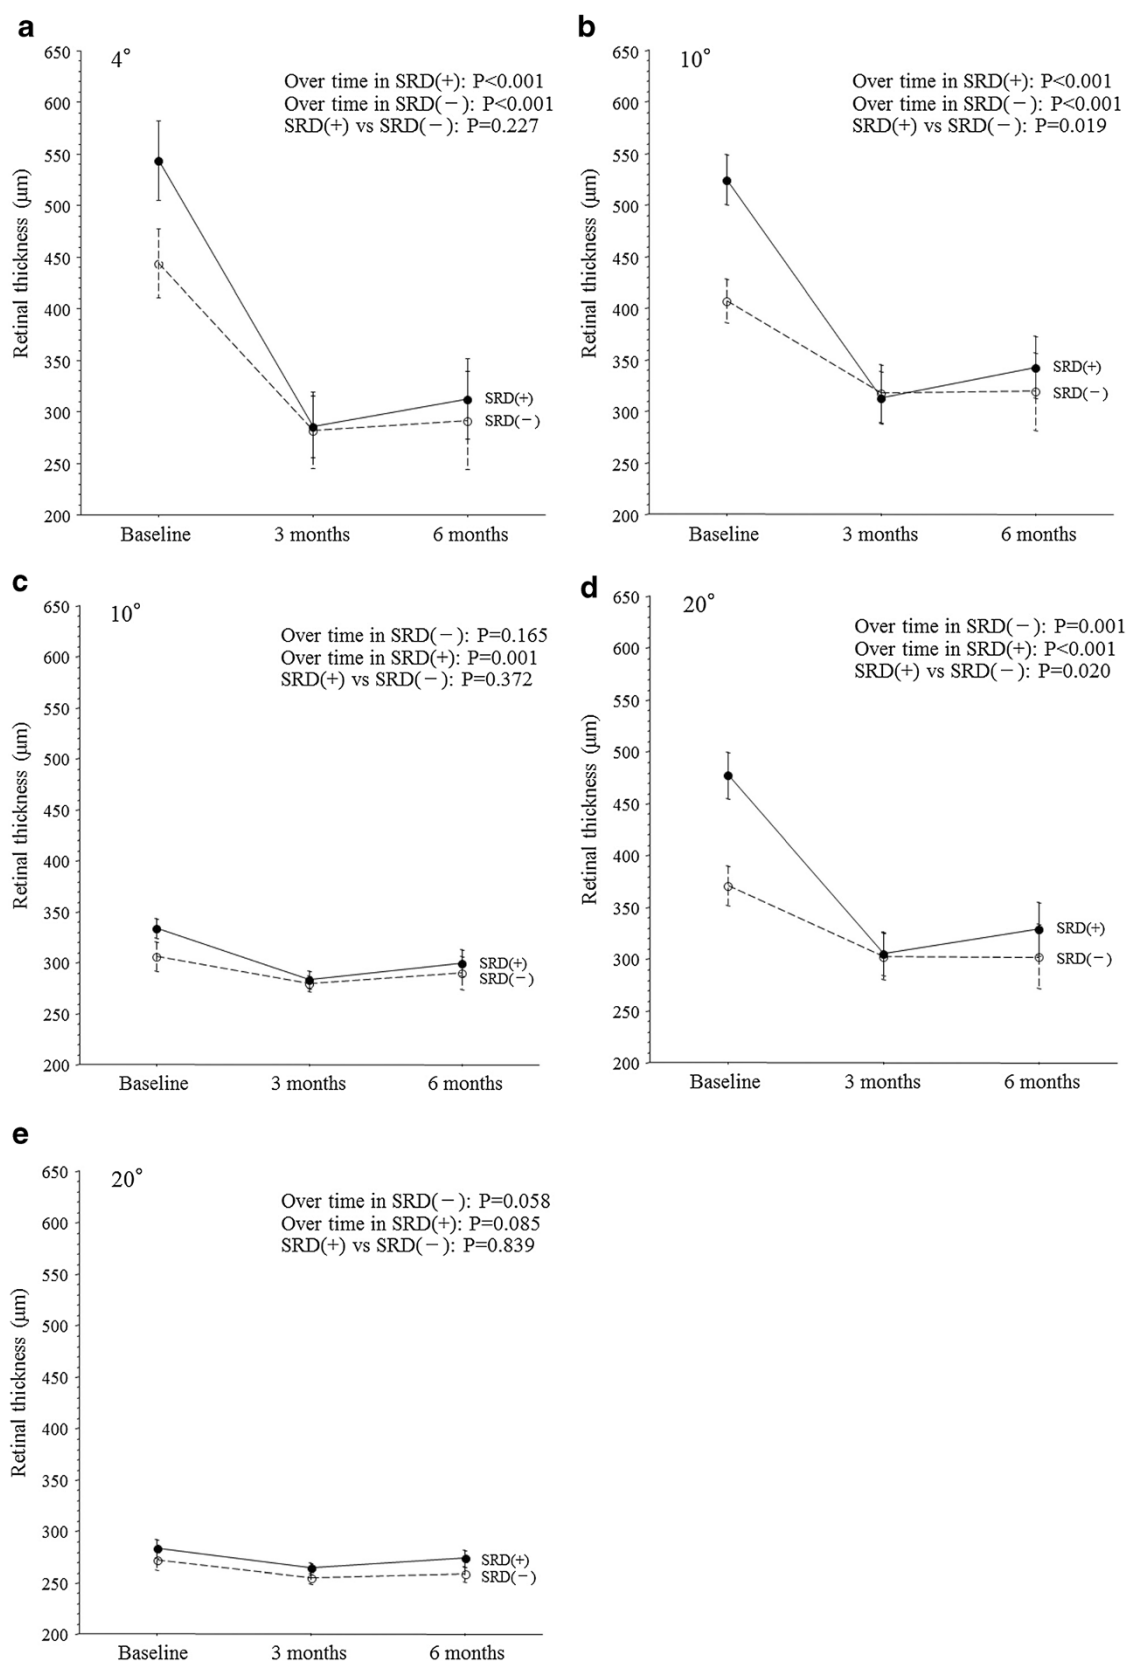 a
4°
Over time in SRD(+): P<0.001
Over time in SRD(−): P<0.001
SRD(+) vs SRD(−): P=0.227
Retinal thickness (μm)
650
600
550
500
450
400
350
300
250
200
SRD(+)
SRD(−)
Baseline
3 months
6 months
b
10°
Over time in SRD(+): P<0.001
Over time in SRD(−): P<0.001
SRD(+) vs SRD(−): P=0.019
Retinal thickness (μm)
650
600
550
500
450
400
350
300
250
200
SRD(+)
SRD(−)
Baseline
3 months
6 months
c
10°
Over time in SRD(−): P=0.165
Over time in SRD(+): P=0.001
SRD(+) vs SRD(−): P=0.372
Retinal thickness (μm)
650
600
550
500
450
400
350
300
250
200
SRD(+)
SRD(−)
Baseline
3 months
6 months
d
20°
Over time in SRD(−): P=0.001
Over time in SRD(+): P<0.001
SRD(+) vs SRD(−): P=0.020
Retinal thickness (μm)
650
600
550
500
450
400
350
300
250
200
SRD(+)
SRD(−)
Baseline
3 months
6 months
e
20°
Over time in SRD(−): P=0.058
Over time in SRD(+): P=0.085
SRD(+) vs SRD(−): P=0.839
Retinal thickness (μm)
650
600
550
500
450
400
350
300
250
200
SRD(+)
SRD(−)
Baseline
3 months
6 months